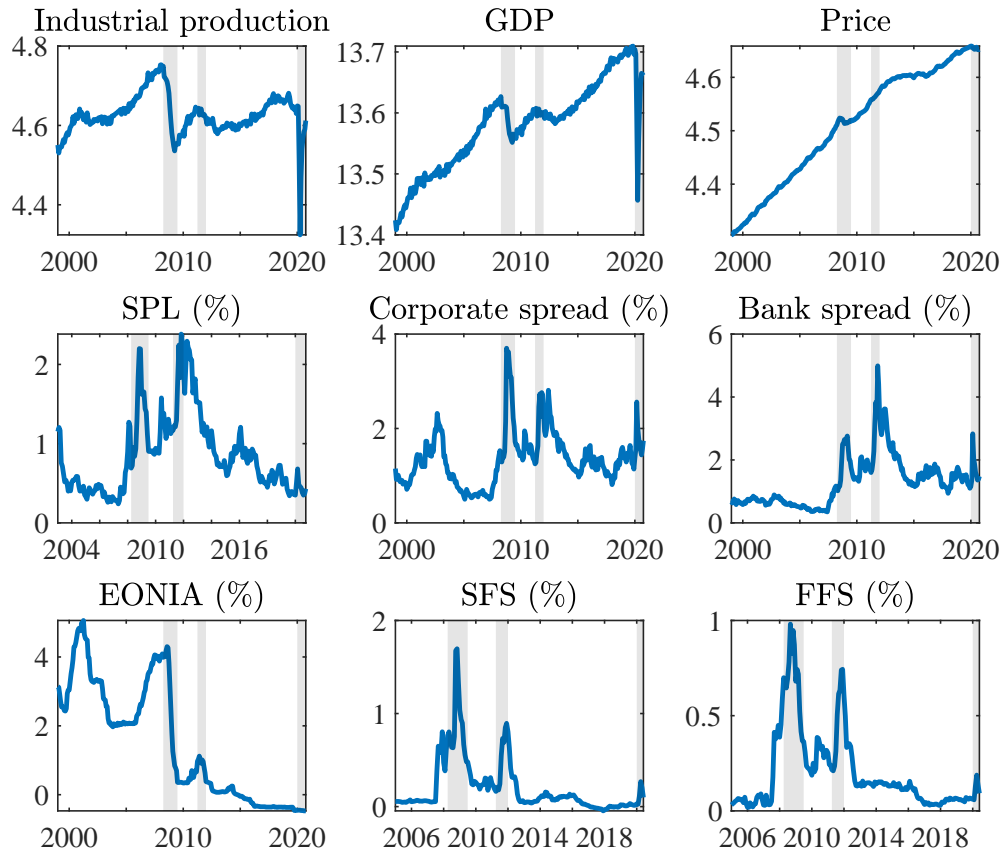 Industrial production
GDP
Price
4.8
4.6
4.4
2000 2010 2020
13.7
13.6
13.5
13.4
2000 2010 2020
4.6
4.5
4.4
2000 2010 2020
SPL (%)
Corporate spread (%)
Bank spread (%)
2
1
0
2004 2010 2016
4
2
0
2000 2010 2020
6
4
2
0
2000 2010 2020
EONIA (%)
SFS (%)
FFS (%)
4
2
0
2000 2010 2020
2
1
0
2006 2010 2014 2018
1
0.5
0
2006 2010 2014 2018